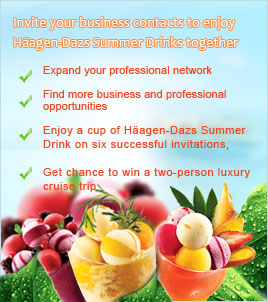 Invite your business contacts to enjoy
Häagen-Dazs Summer Drinks together
Expand your professional network
Find more business and professional
opportunities
Enjoy a cup of Häagen-Dazs Summer
Drink on six successful invitations,
Get chance to win a two-person luxury
cruise trip